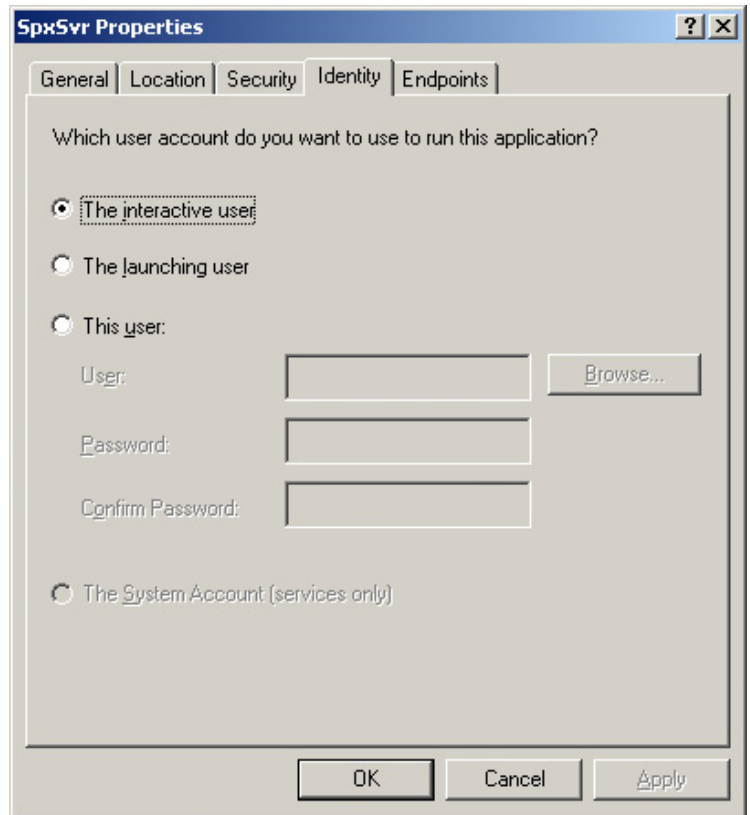 SpxSvr Properties ? X
General Location Security Identity Endpoints
Which user account do you want to use to run this application?
The interactive user
The launching user
This user:
User: Browse...
Password:
Confirm Password:
The System Account (services only)
OK Cancel Apply